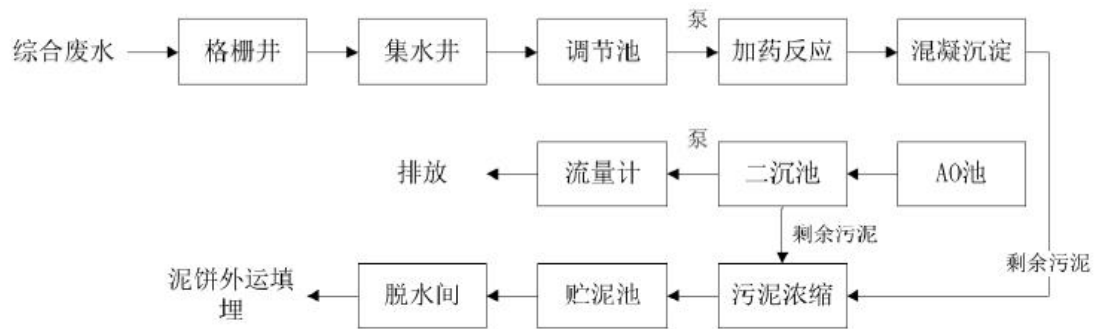 泵
综合废水
格栅井
集水井
调节池
加药反应
混凝沉淀
泵
排放
流量计
二沉池
AO池
剩余污泥
剩余污泥
泥饼外运填
埋
脱水间
贮泥池
污泥浓缩